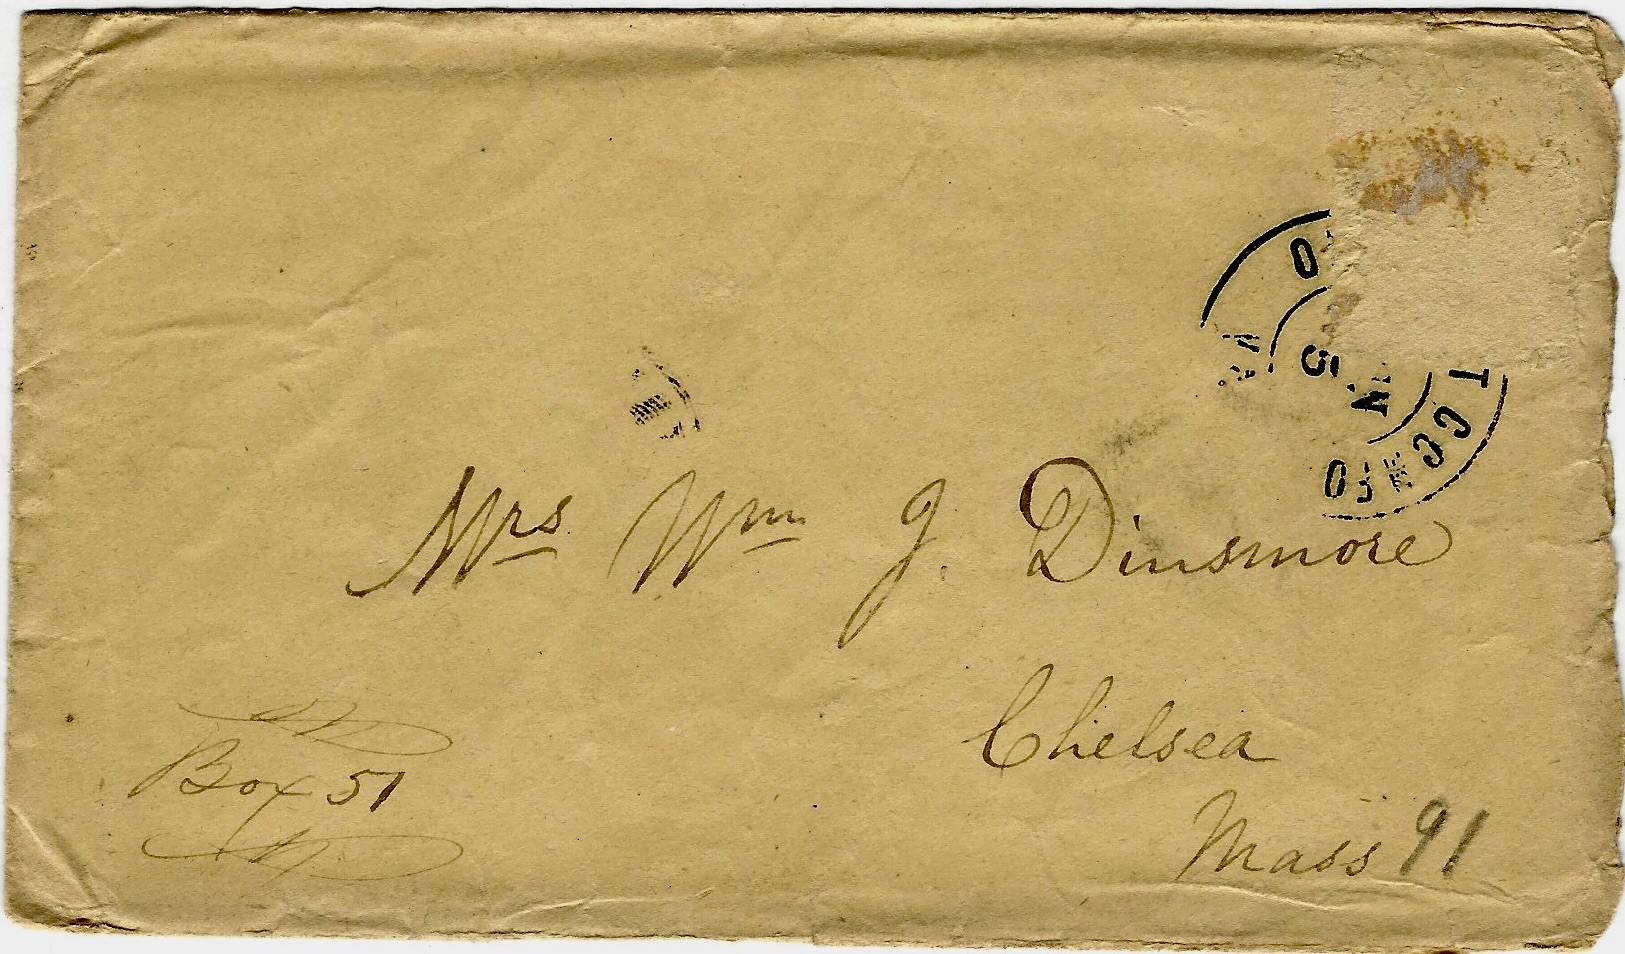 Mrs Wm J. Dinsmore
Chelsea
Mass 91
Box 51